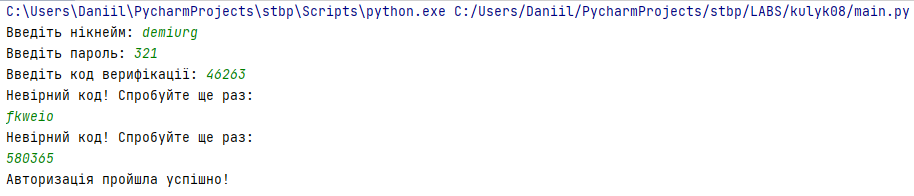 C:\Users\Daniil\PycharmProjects\stbp\Scripts\python.exe C:/Users/Daniil/PycharmProjects/stbp/LABS/kulyk08/main.py
Введіть нікнейм: demiurg
Введіть пароль: 321
Введіть код верифікації: 46263
Невірний код! Спробуйте ще раз:
fkweio
Невірний код! Спробуйте ще раз:
580365
Авторизація пройшла успішно!